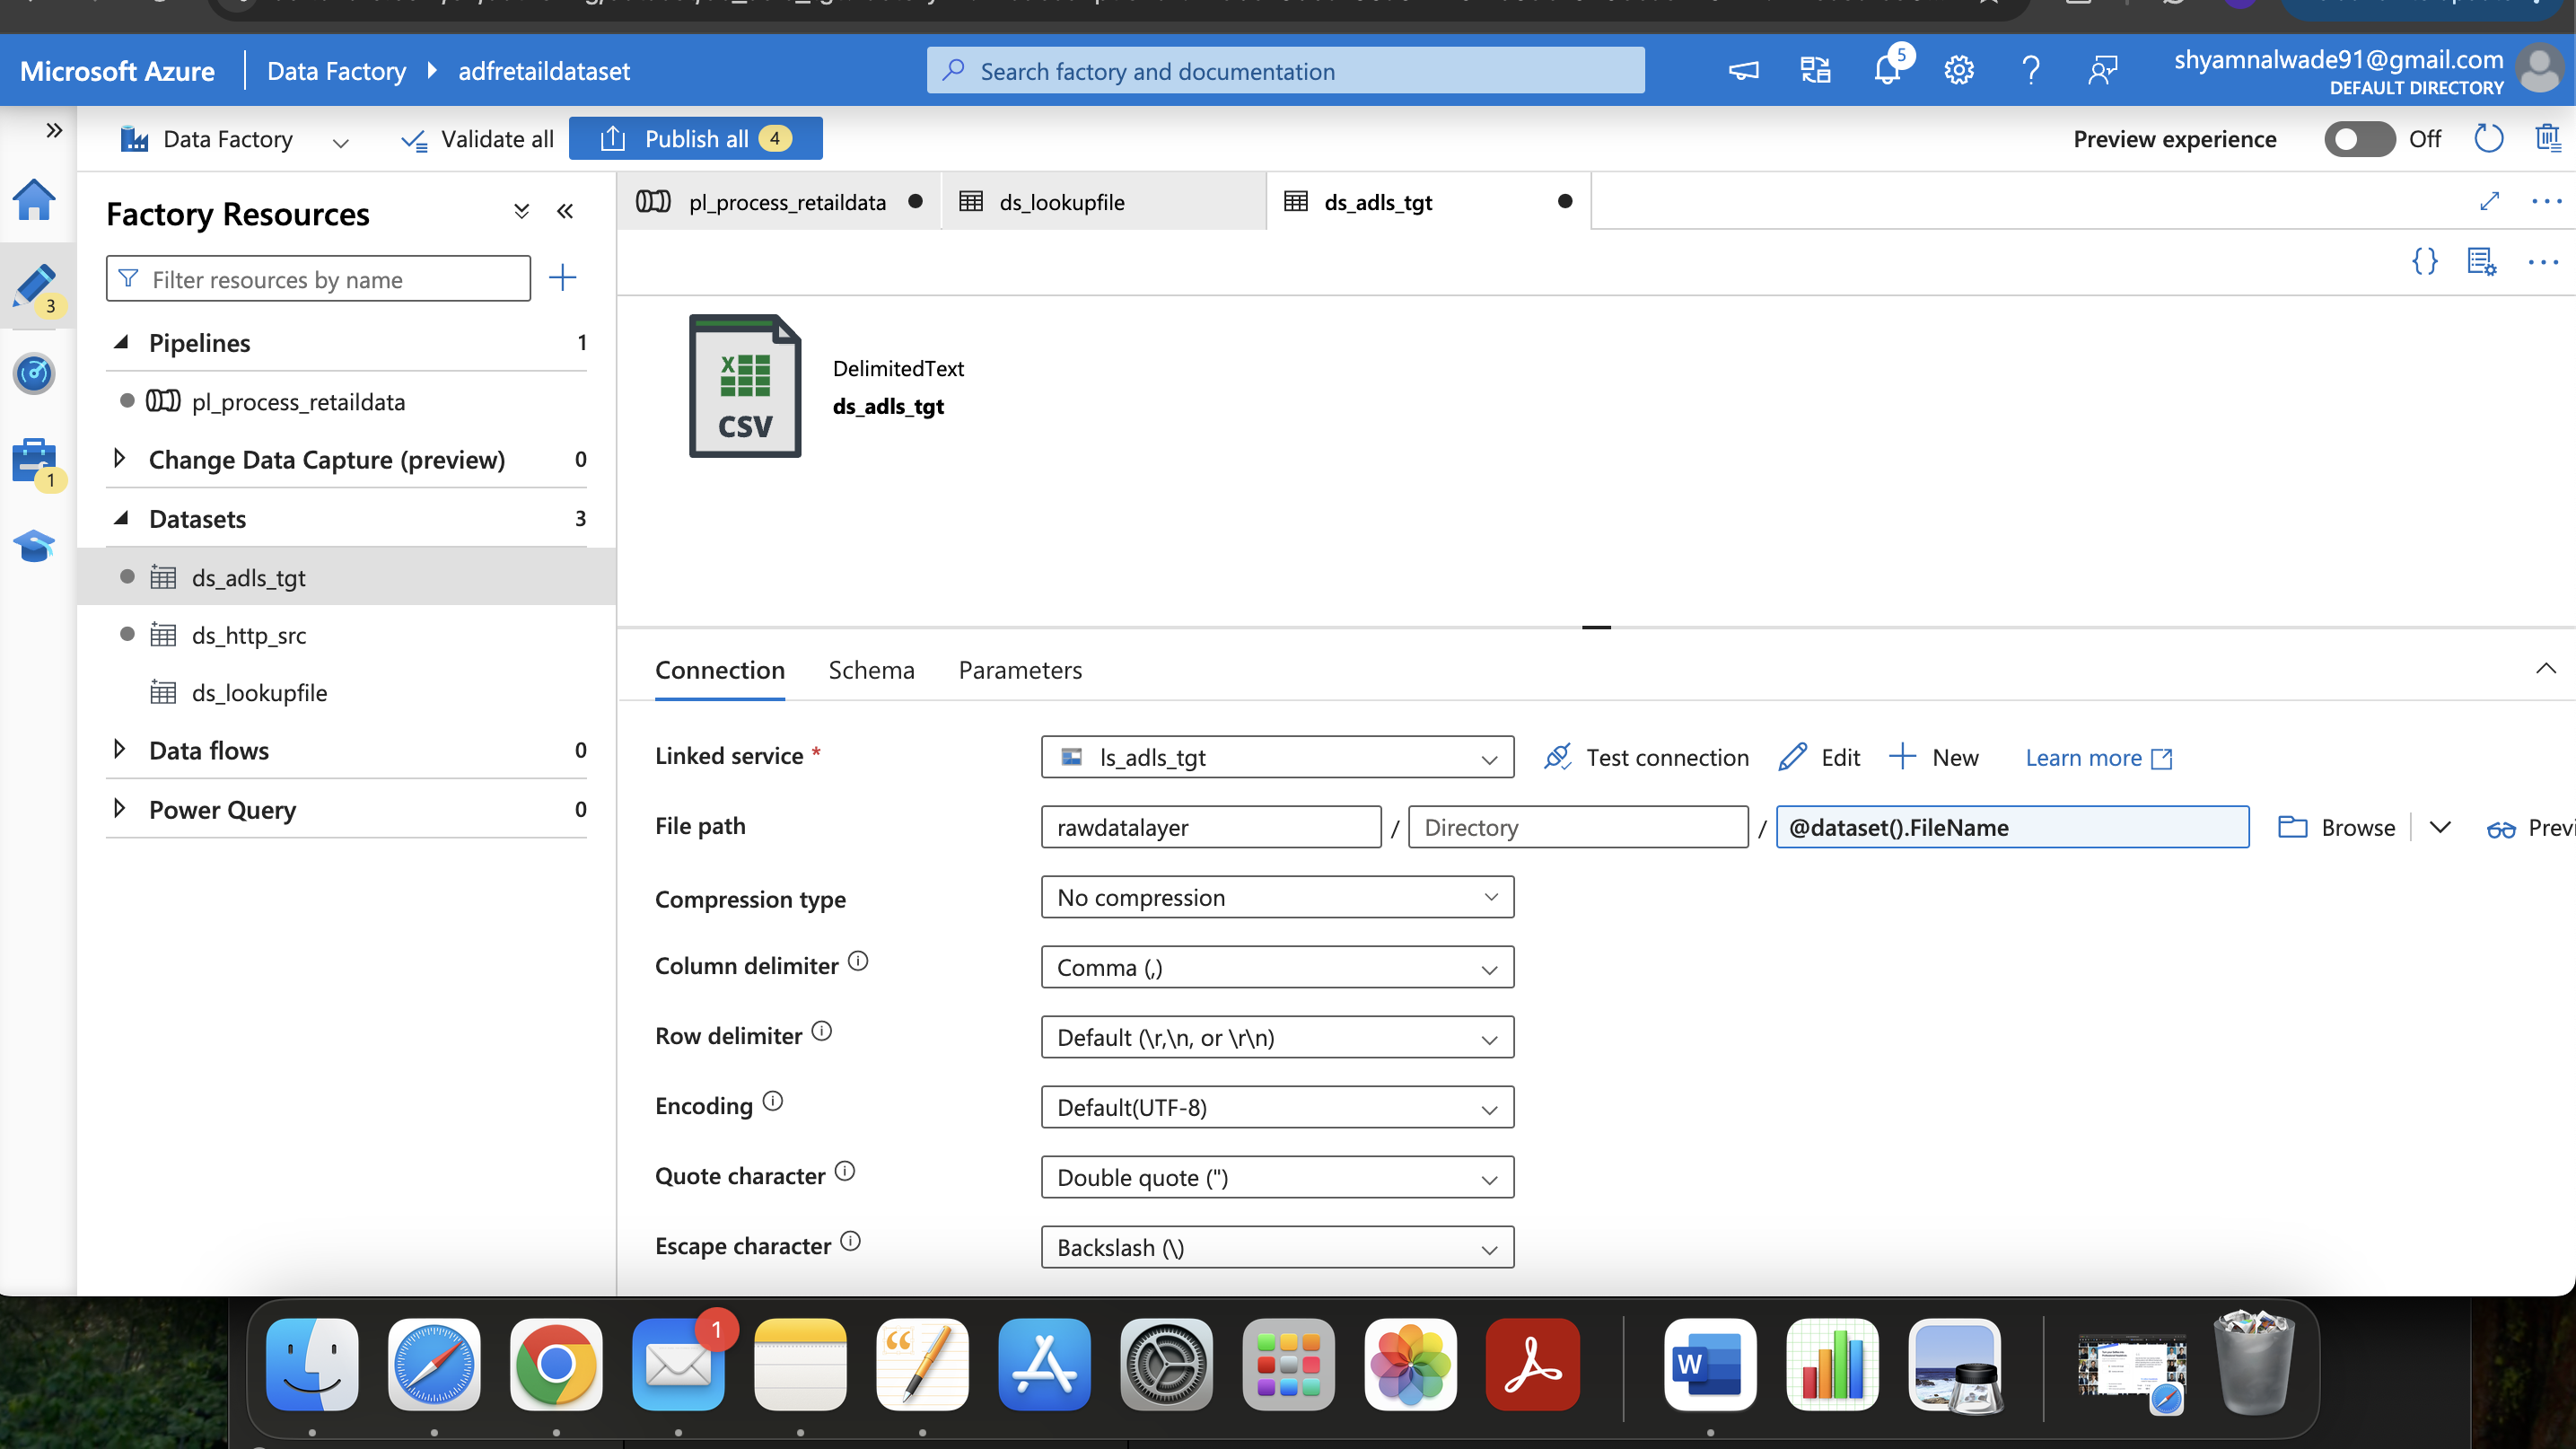 Microsoft Azure
Data Factory
adfretaildataset
Search factory and documentation
5
shyamnalwade91@gmail.com
DEFAULT DIRECTORY
Data Factory
Validate all
Publish all 4
Preview experience
Off
Factory Resources
pl_process_retaildata
ds_lookupfile
ds_adls_tgt
3
Filter resources by name
Pipelines 1
pl_process_retaildata
Change Data Capture (preview) 0
1
Datasets 3
ds_adls_tgt
ds_http_src
ds_lookupfile
Data flows 0
Power Query 0
X
CSV
DelimitedText
ds_adls_tgt
Connection Schema Parameters
Linked service * ls_adls_tgt Test connection Edit New Learn more
File path rawdatalayer / Directory / @dataset().FileName Browse Previ
Compression type No compression
Column delimiter Comma (,)
Row delimiter Default (\r,\n, or \r\n)
Encoding Default(UTF-8)
Quote character Double quote (")
Escape character Backslash (\)
1
W